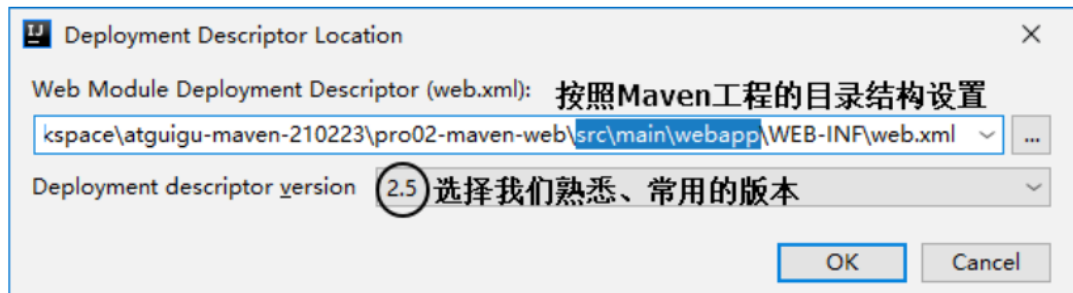 Deployment Descriptor Location
Web Module Deployment Descriptor (web.xml): 按照Maven工程的目录结构设置
kspace\atguigu-maven-210223\pro02-maven-web\src\main\webapp\WEB-INF\web.xml ...
Deployment descriptor version 2.5 选择我们熟悉、常用的版本
OK Cancel